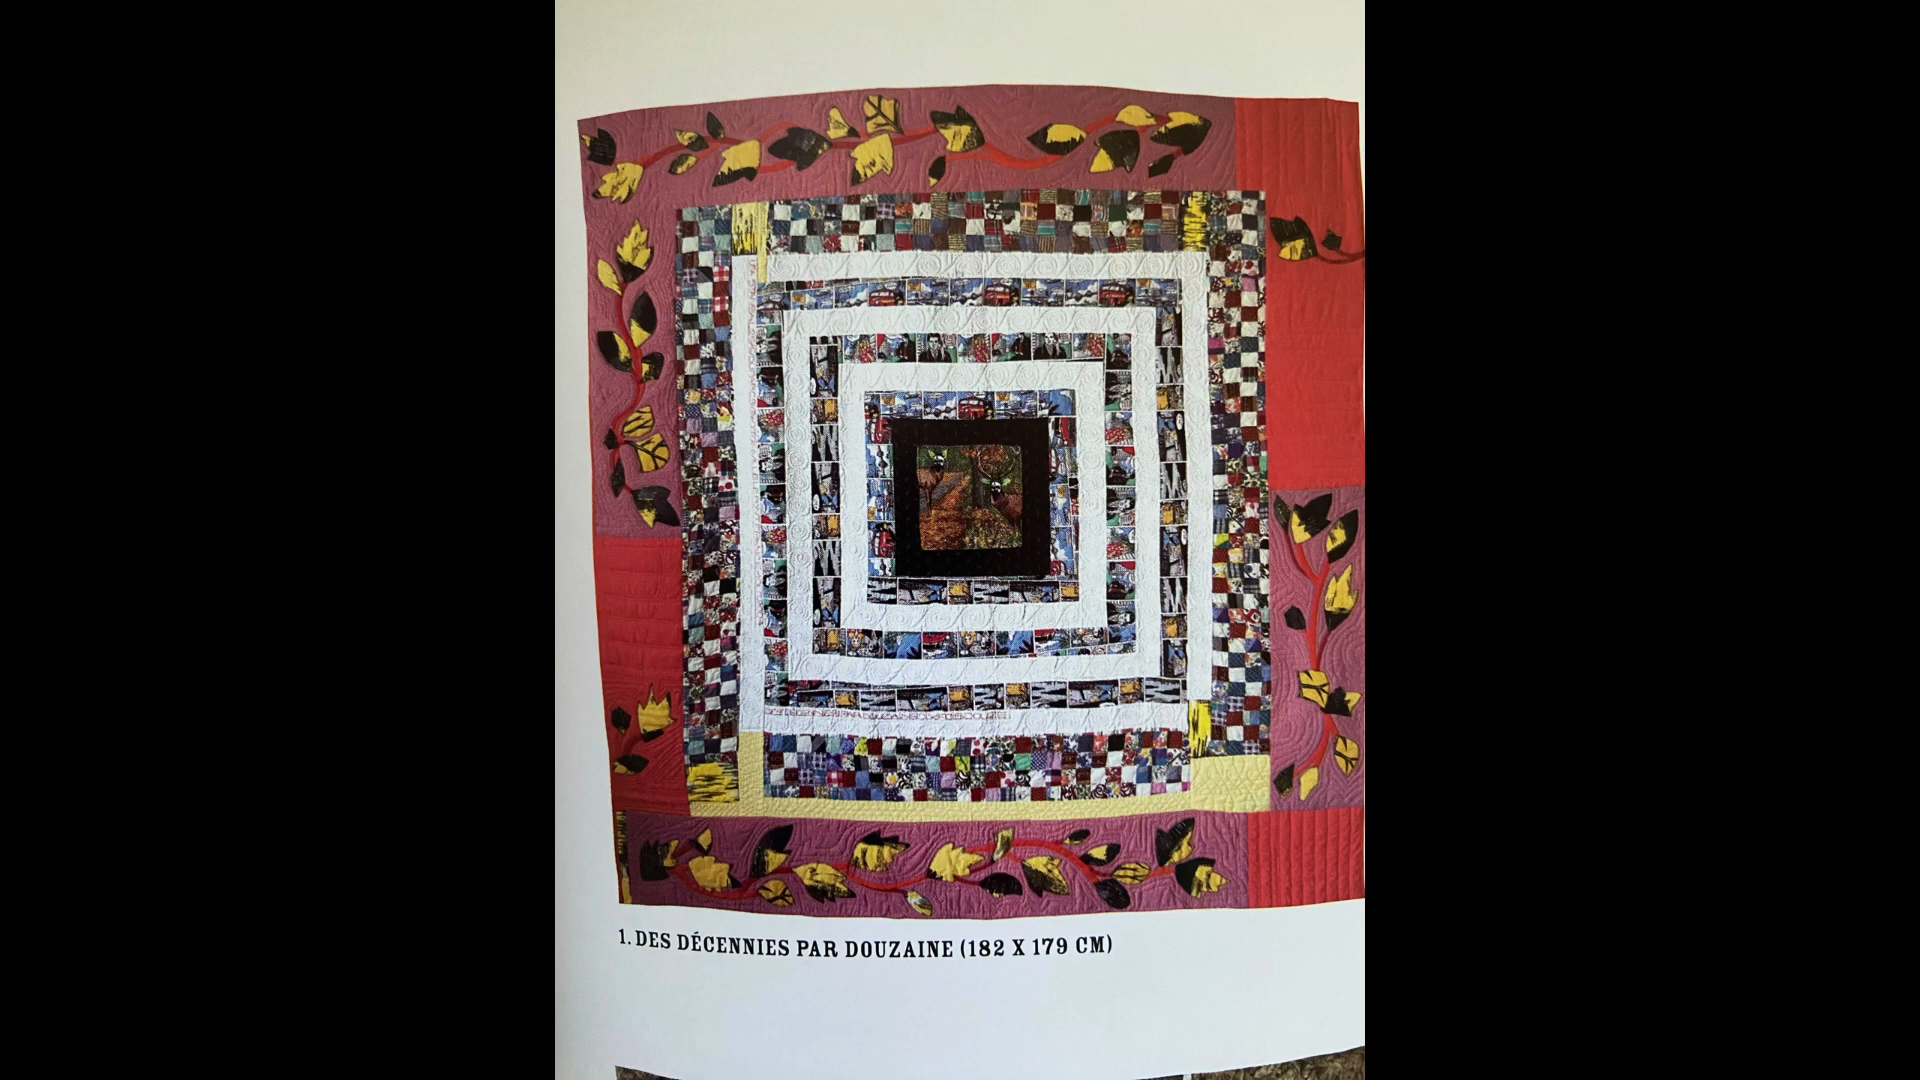 1. DES DÉCENNIES PAR DOUZAINE (182 X 179 CM)